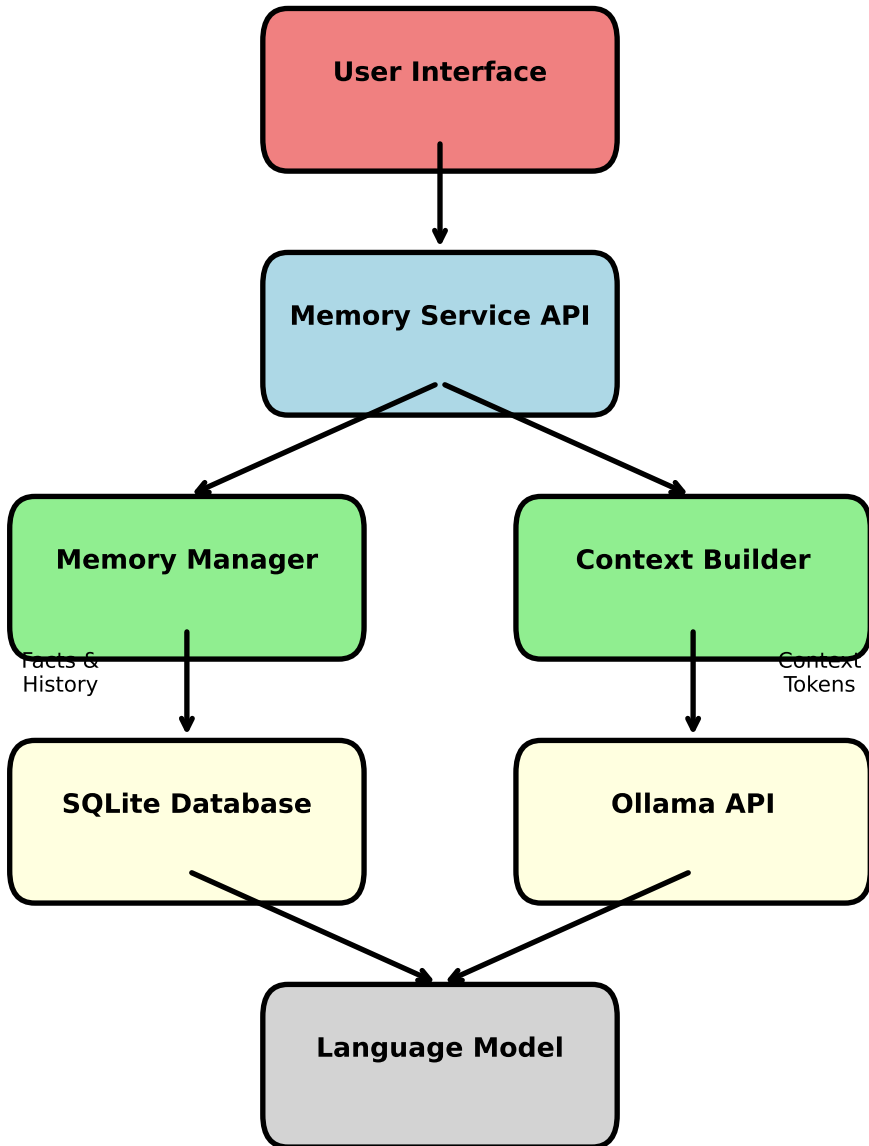 User Interface
Memory Service API
Memory Manager
Context Builder
Facts &
History
Context
Tokens
SQLite Database
Ollama API
Language Model